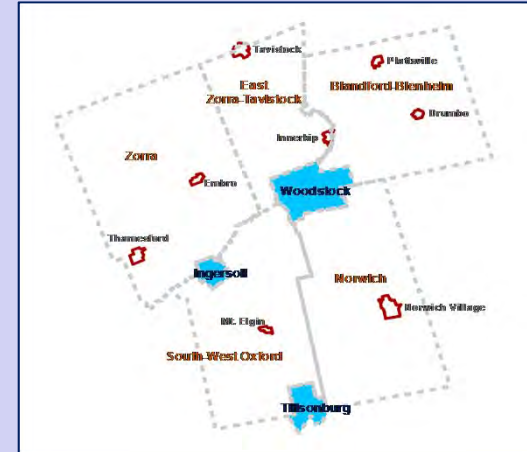 Tavistock
Plattsville
East
Zorra-Tavistock
Blandford-Blenheim
Drumbo
Innerkip
Zorra
Embro
Woodstock
Thamesford
Ingersoll
Norwich
Norwich Village
Mt. Elgin
South-West Oxford
Tillsonburg